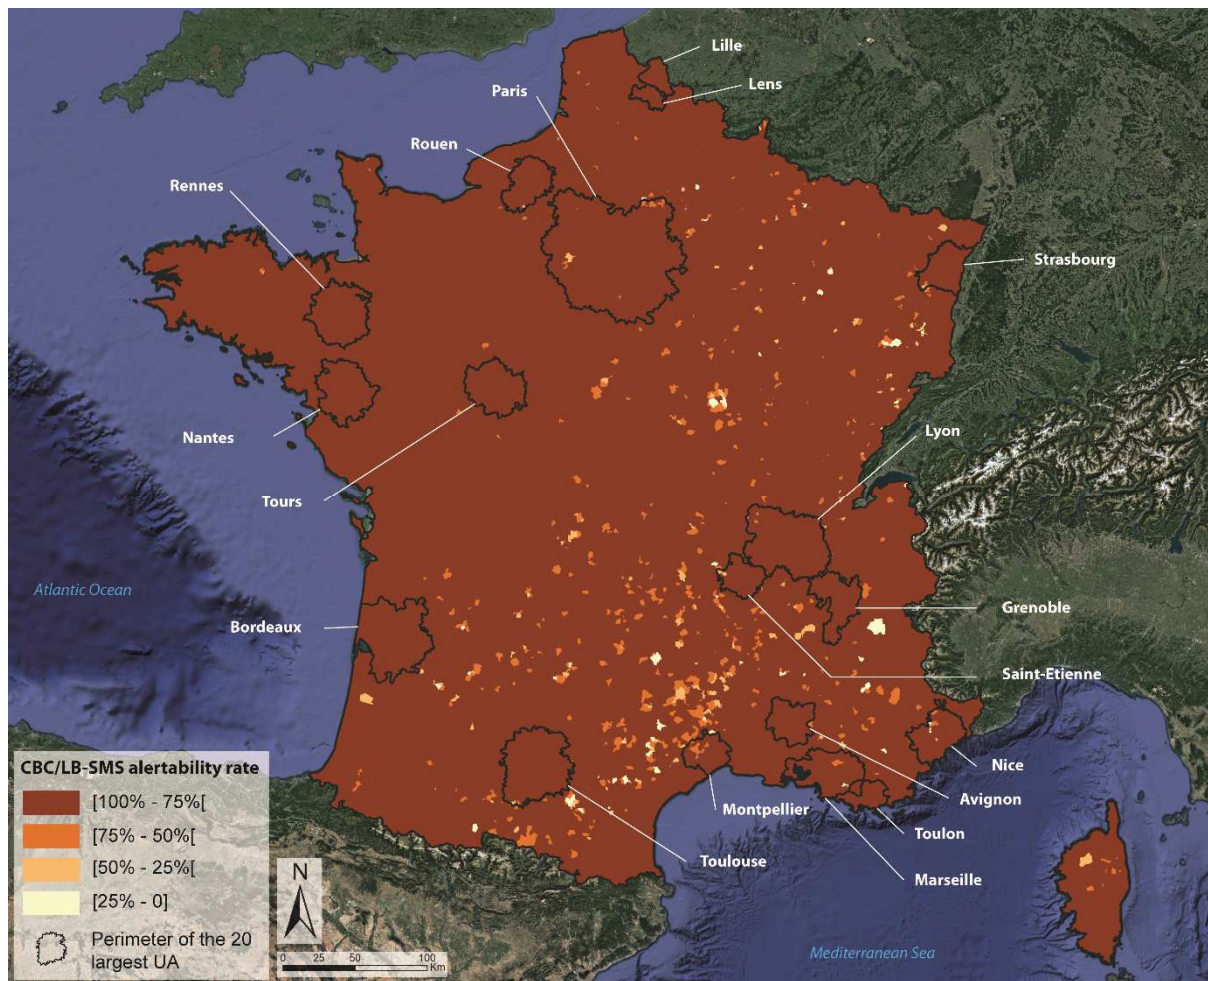 Lille
Lens
Paris
Rouen
Rennes
Strasbourg
Nantes
Lyon
Tours
Atlantic Ocean
Grenoble
Bordeaux
Saint-Etienne
CBC/LB-SMS alertability rate
[100% - 75%[
[75% - 50%[
[50% - 25%[
[25% - 0]
Perimeter of the 20
largest UA
N
0 25 50 100
Km
Nice
Avignon
Montpellier
Toulon
Toulouse
Marseille
Mediterranean Sea